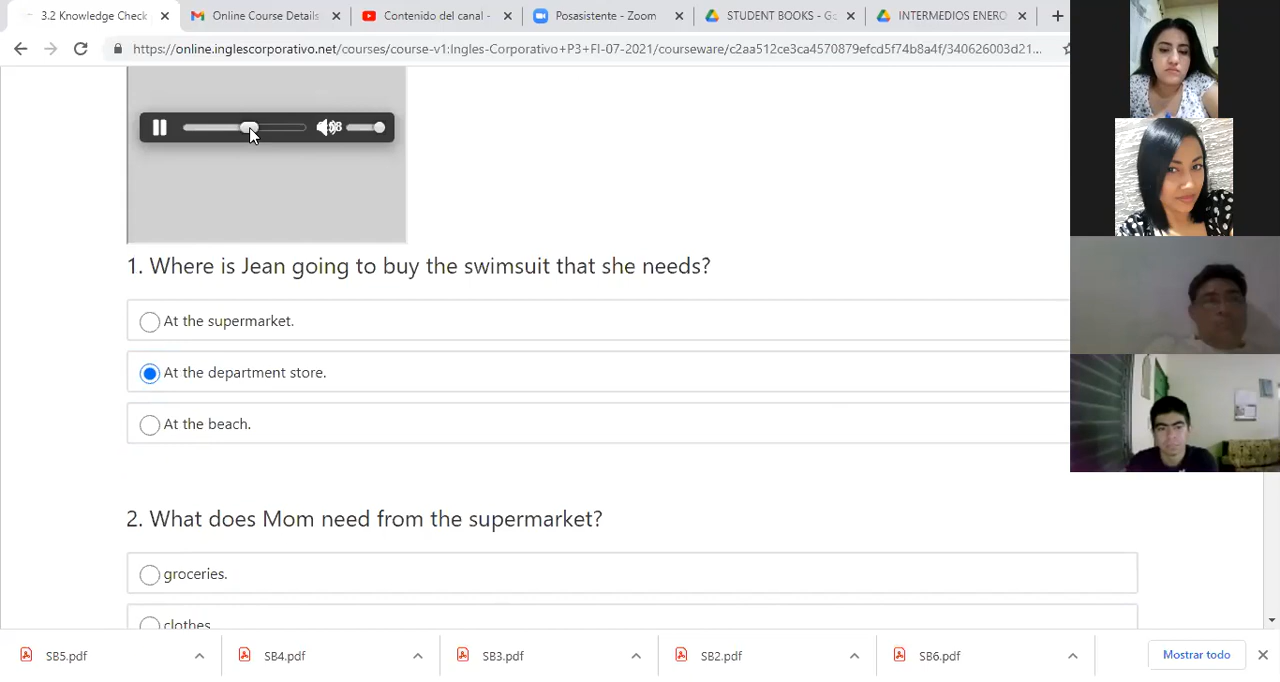 3.2 Knowledge Check
Online Course Details
Contenido del canal -
Posasistente - Zoom
STUDENT BOOKS - Go
INTERMEDIOS ENERO
https://online.inglescorporativo.net/courses/course-v1:Ingles-Corporativo+P3+FI-07-2021/courseware/c2aa512ce3ca4570879efcd5f74b8a4f/340626003d21...
1. Where is Jean going to buy the swimsuit that she needs?
At the supermarket.
At the department store.
At the beach.
2. What does Mom need from the supermarket?
groceries.
clothes.
SB5.pdf
SB4.pdf
SB3.pdf
SB2.pdf
SB6.pdf
Mostrar todo